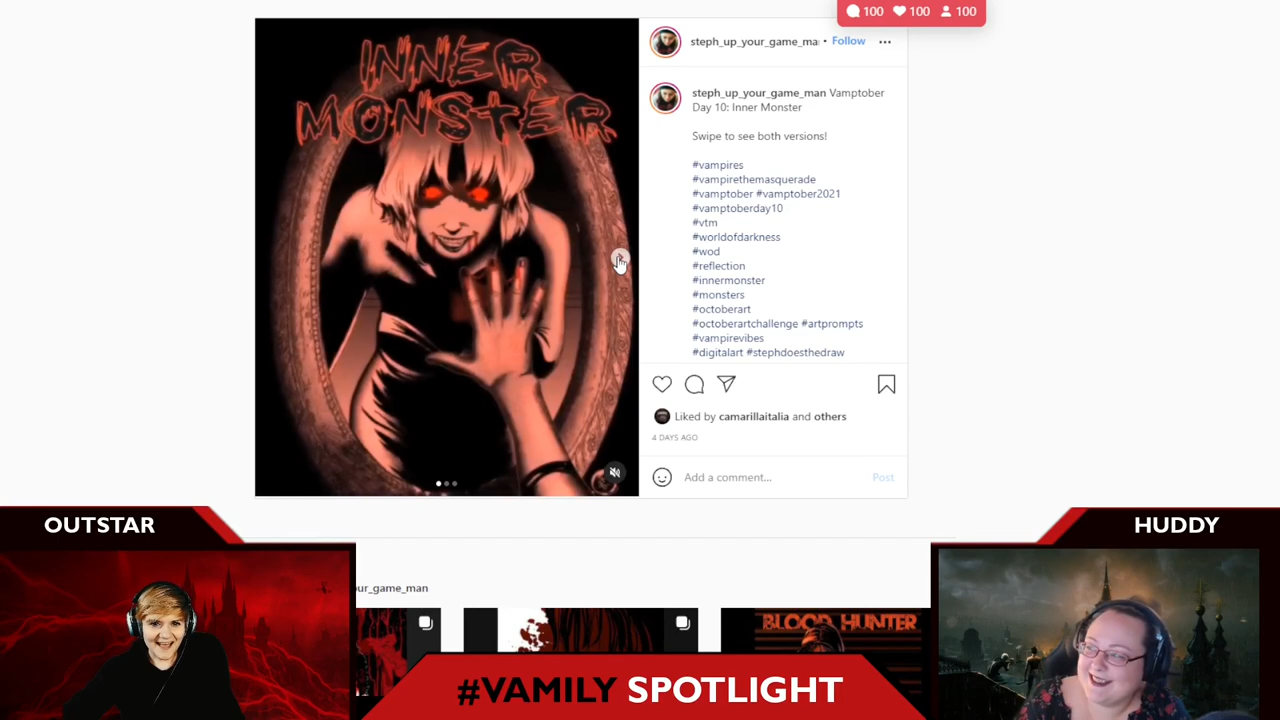 100 100 100
INNER
MONSTER
steph_up_your_game_ma • Follow
steph_up_your_game_man Vamptober
Day 10: Inner Monster
Swipe to see both versions!
#vampires
#vampirethemasquerade
#vamptober #vamptober2021
#vamptoberday10
#vtm
#worldofdarkness
#wod
#reflection
#innermonster
#monsters
#octoberart
#octoberartchallenge #artprompts
#vampirevibes
#digitalart #stephdoesthedraw
Liked by camarillaitalia and others
4 DAYS AGO
Add a comment... Post
OUTSTAR
HUDDY
ur_game_man
BLOOD HUNTER
#VAMILY SPOTLIGHT